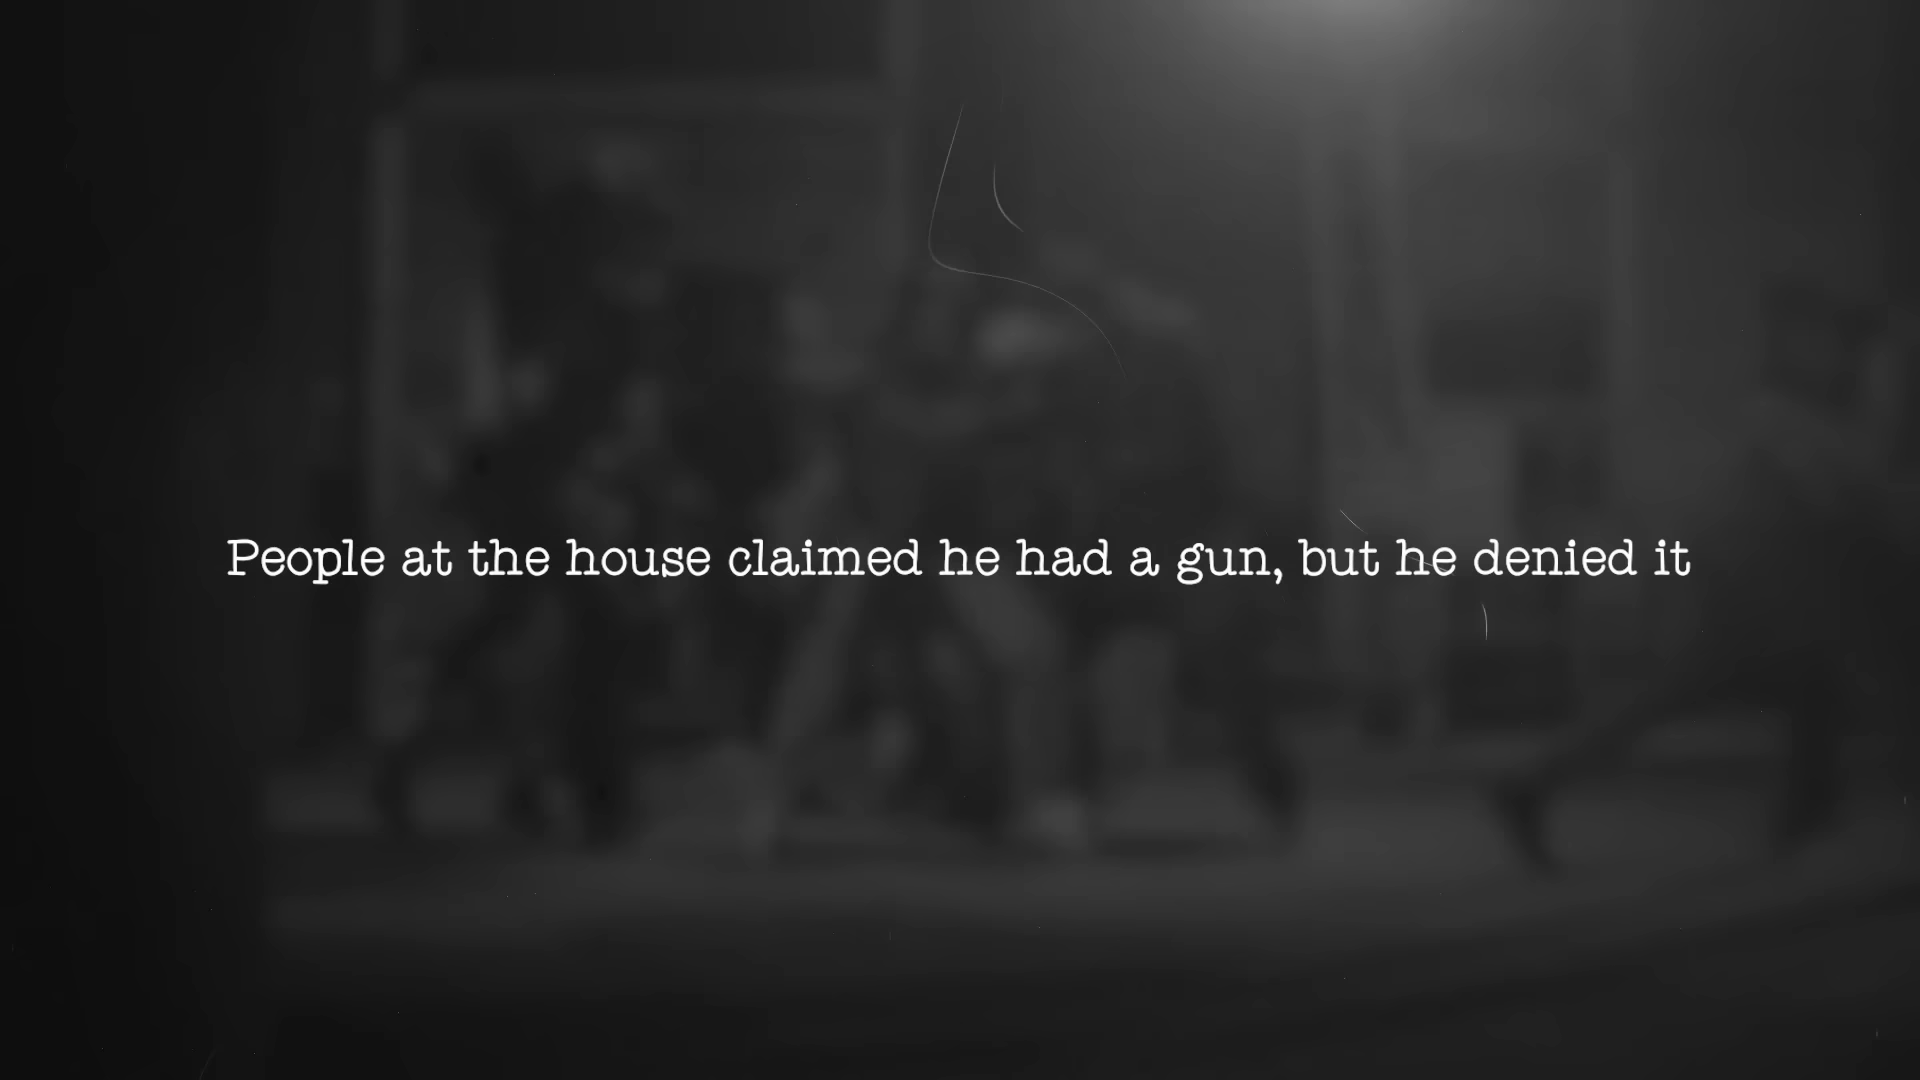 People at the house claimed he had a gun, but he denied it